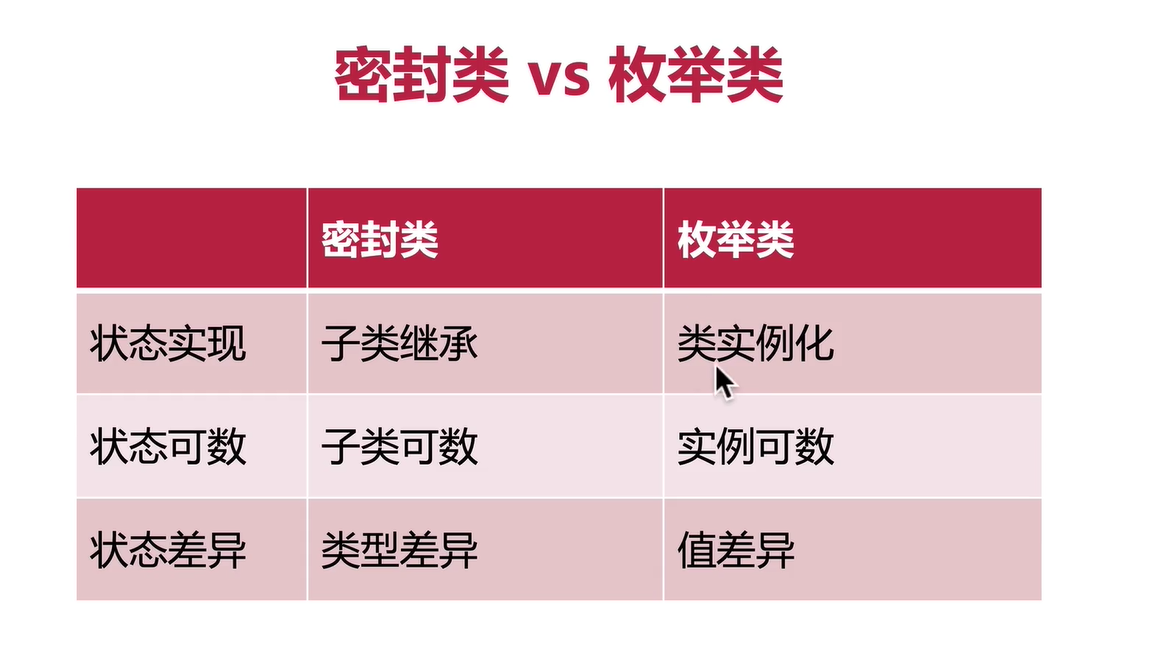 密封类 vs 枚举类
密封类 枚举类
状态实现 子类继承 类实例化
状态可数 子类可数 实例可数
状态差异 类型差异 值差异